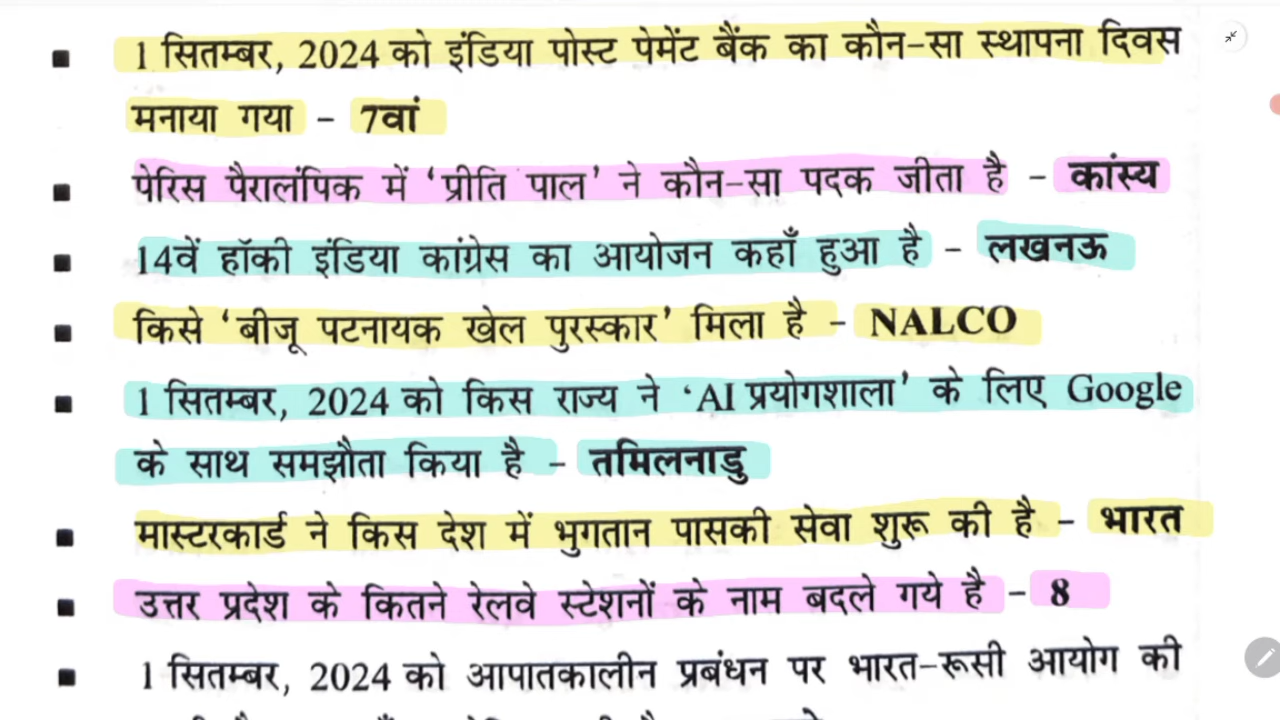 1 सितम्बर, 2024 को इंडिया पोस्ट पेमेंट बैंक का कौन-सा स्थापना दिवस
मनाया गया - 7वां
पेरिस पैरालंपिक में 'प्रीति पाल' ने कौन-सा पदक जीता है - कांस्य
14वें हॉकी इंडिया कांग्रेस का आयोजन कहाँ हुआ है - लखनऊ
किसे 'बीजू पटनायक खेल पुरस्कार' मिला है - NALCO
1 सितम्बर, 2024 को किस राज्य ने 'AI प्रयोगशाला' के लिए Google
के साथ समझौता किया है - तमिलनाडु
मास्टरकार्ड ने किस देश में भुगतान पासकी सेवा शुरू की है - भारत
उत्तर प्रदेश के कितने रेलवे स्टेशनों के नाम बदले गये है - 8
1 सितम्बर, 2024 को आपातकालीन प्रबंधन पर भारत-रूसी आयोग की